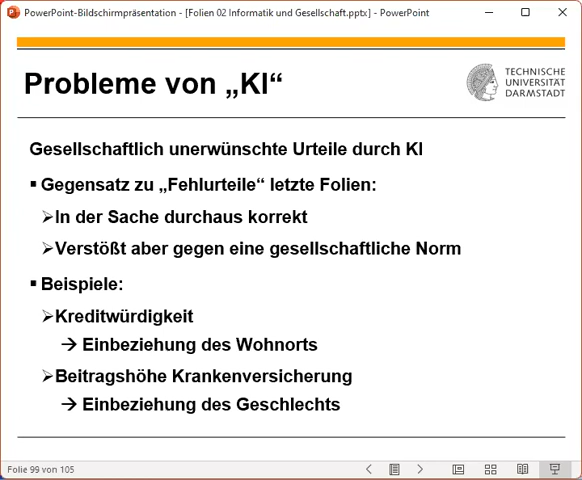 PowerPoint-Bildschirmpräsentation - [Folien 02 Informatik und Gesellschaft.pptx] - PowerPoint
Probleme von „KI“
TECHNISCHE
UNIVERSITÄT
DARMSTADT
Gesellschaftlich unerwünschte Urteile durch KI
▪ Gegensatz zu „Fehlurteile“ letzte Folien:
➢In der Sache durchaus korrekt
➢Verstößt aber gegen eine gesellschaftliche Norm
▪ Beispiele:
➢Kreditwürdigkeit
→ Einbeziehung des Wohnorts
➢Beitragshöhe Krankenversicherung
→ Einbeziehung des Geschlechts
Folie 99 von 105